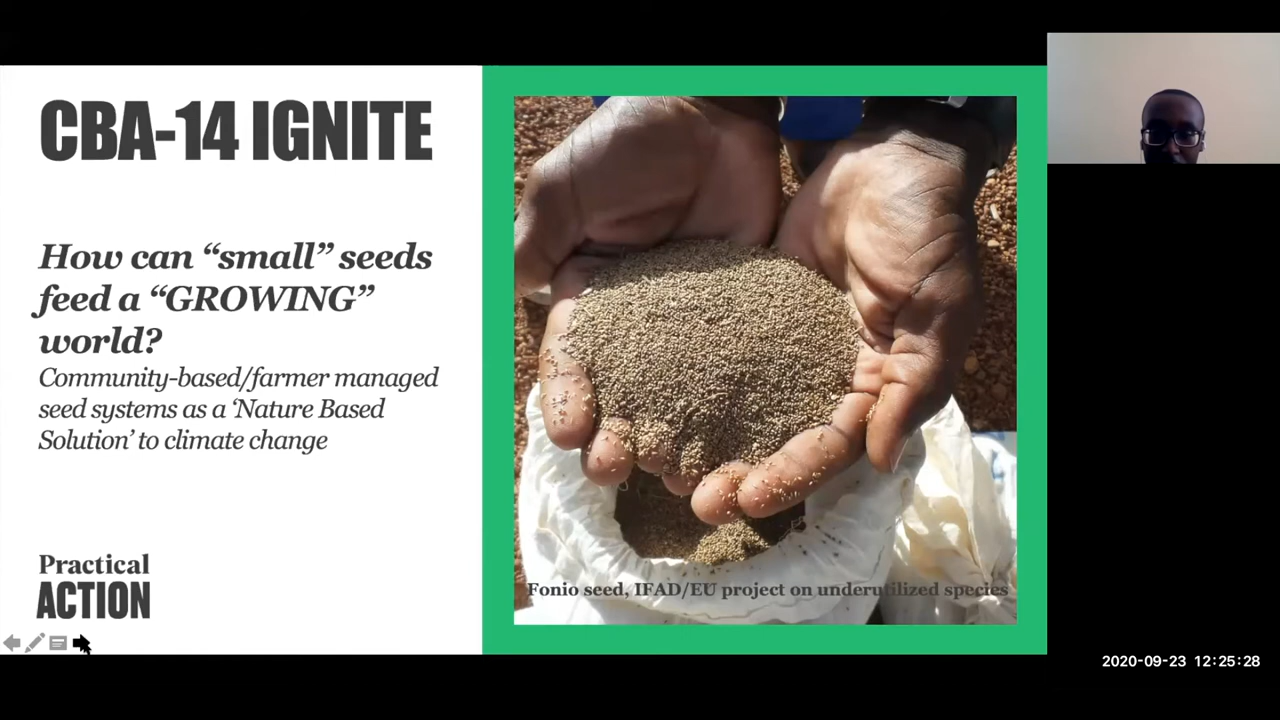 CBA-14 IGNITE
How can “small” seeds
feed a “GROWING”
world?
Community-based/farmer managed
seed systems as a ‘Nature Based
Solution’ to climate change
Practical
ACTION
Fonio seed, IFAD/EU project on underutilized species
2020-09-23 12:25:28